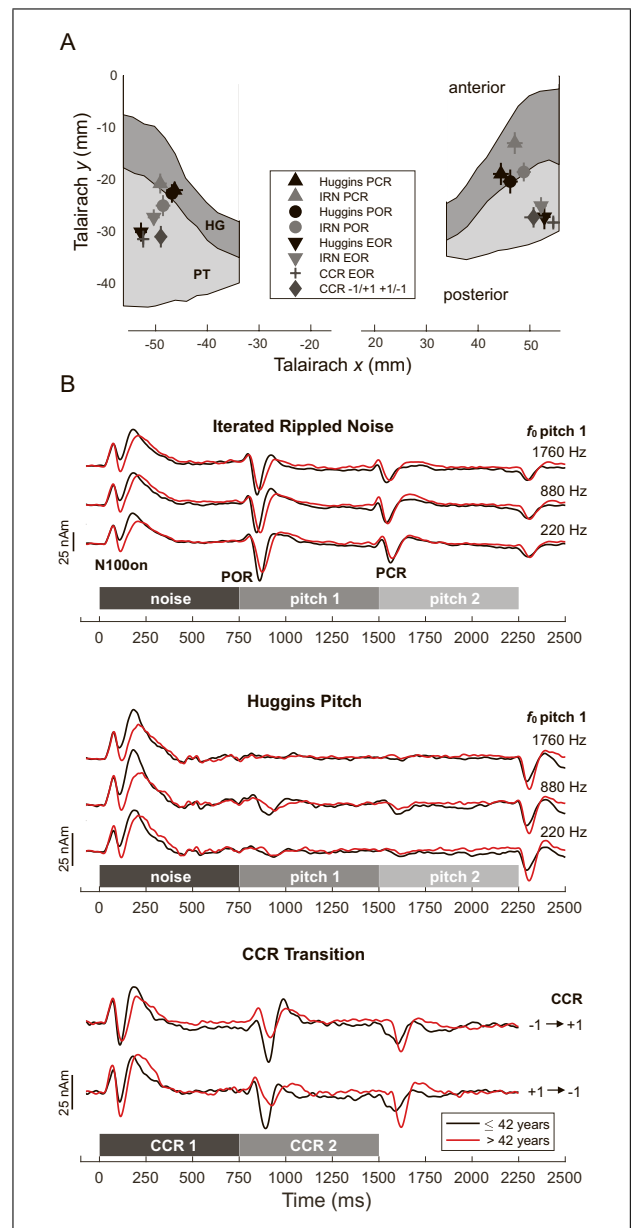 A
Talairach y (mm)
0
-10
-20
-30
-40
HG
PT
Huggins PCR
IRN PCR
Huggins POR
IRN POR
Huggins EOR
IRN EOR
CCR EOR
CCR -1/+1 +1/-1
anterior
posterior
-50 -40 -30 -20 20 30 40 50
Talairach x (mm)
B
Iterated Rippled Noise
f0 pitch 1
1760 Hz
880 Hz
220 Hz
25 nAm
N100on
POR
PCR
noise pitch 1 pitch 2
0 250 500 750 1000 1250 1500 1750 2000 2250 2500
Huggins Pitch
f0 pitch 1
1760 Hz
880 Hz
220 Hz
25 nAm
noise pitch 1 pitch 2
0 250 500 750 1000 1250 1500 1750 2000 2250 2500
CCR Transition
CCR
-1 → +1
+1 → -1
25 nAm
≤ 42 years
> 42 years
CCR 1 CCR 2
0 250 500 750 1000 1250 1500 1750 2000 2250 2500
Time (ms)